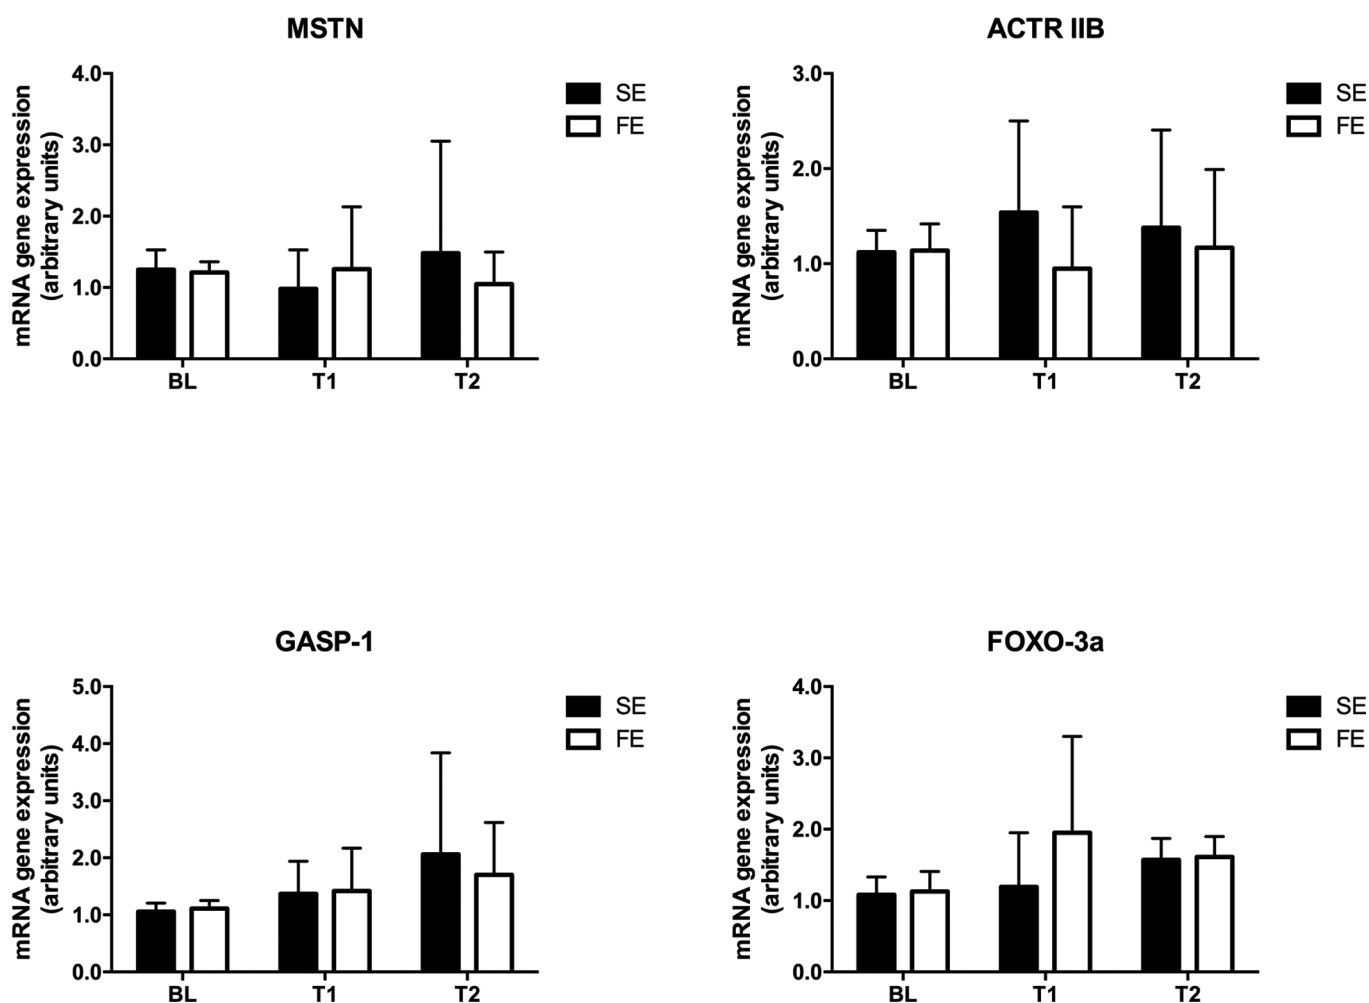 MSTN
mRNA gene expression
(arbitrary units)
4.0
3.0
2.0
1.0
0.0
BL
T1
T2
SE
FE
ACTR IIB
mRNA gene expression
(arbitrary units)
3.0
2.0
1.0
0.0
BL
T1
T2
SE
FE
GASP-1
mRNA gene expression
(arbitrary units)
5.0
4.0
3.0
2.0
1.0
0.0
BL
T1
T2
SE
FE
FOXO-3a
mRNA gene expression
(arbitrary units)
4.0
3.0
2.0
1.0
0.0
BL
T1
T2
SE
FE